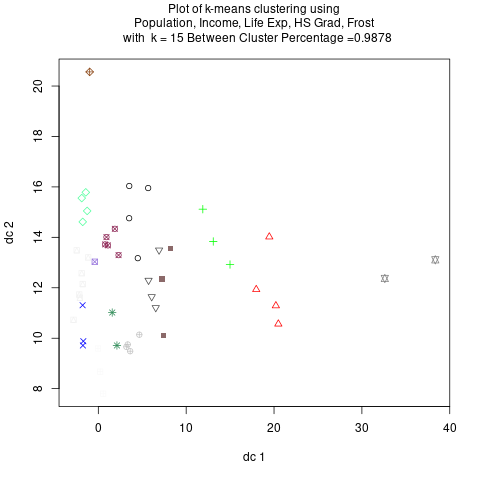 Plot of k-means clustering using
Population, Income, Life Exp, HS Grad, Frost
with k = 15 Between Cluster Percentage =0.9878
20
18
16
14
12
10
8
dc 2
0
10
20
30
40
dc 1